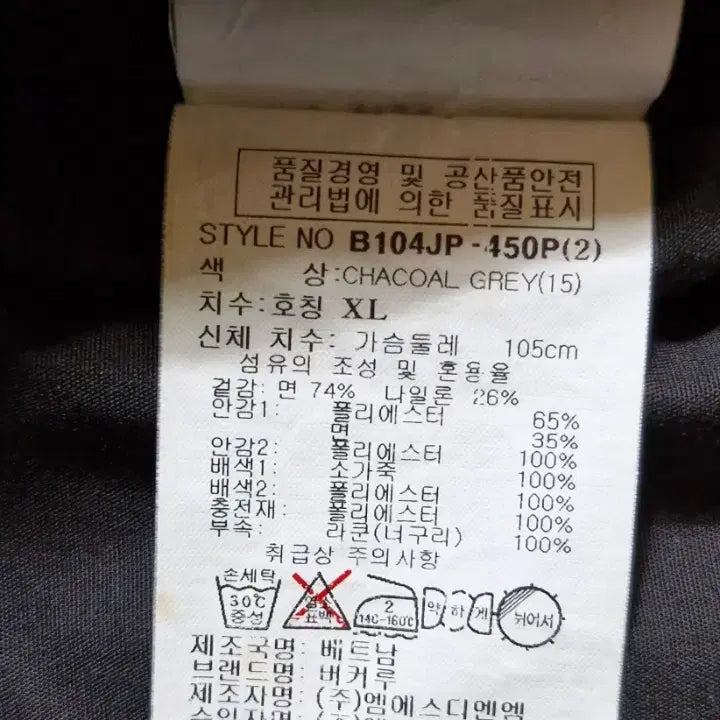 품질경영 및 공산품안전
관리법에 의한 품질표시
STYLE NO B104JP-450P(2)
색 상:CHACOAL GREY(15)
치수:호칭 XL
신체 치수: 가슴둘레 105cm
섬유의 조성 및 혼용율
겉감: 면 74% 나일론 26%
안감1: 폴리에스터 65%
면 35%
안감2: 폴리에스터 100%
배색1: 소가죽 100%
배색2: 폴리에스터 100%
충전재: 폴리에스터 100%
부속: 라쿤(너구리) 100%
취급상 주의사항
손세탁
30℃
중성
염소
표백
2
140-160℃
약하게
뉘어서
제조국명: 베트남
브랜드명: 버커루
제조자명: (주)엠에스디엔엠